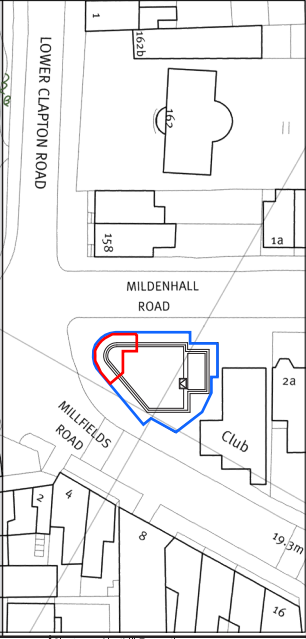 1
162b
LOWER CLAPTON ROAD
162
158
1a
MILDENHALL
ROAD
MILLFIELDS
ROAD
2a
Club
2
4
8
19.3m
16